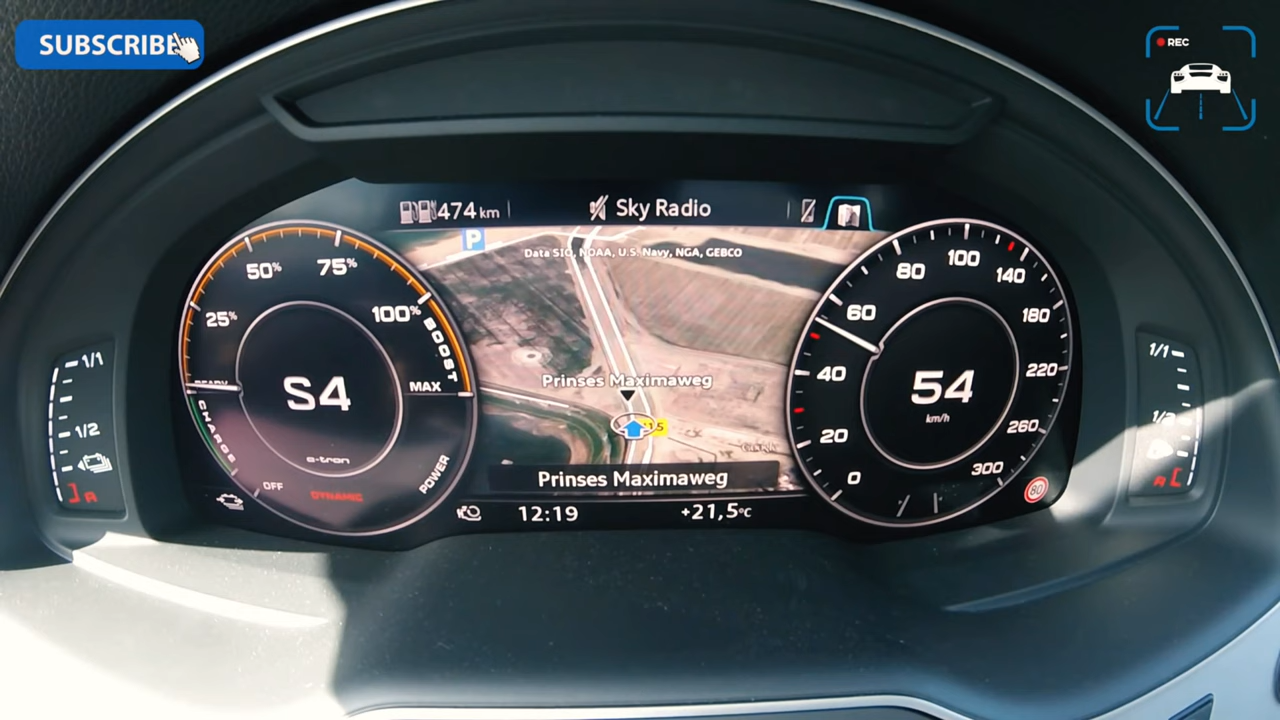 SUBSCRIBE
REC
474 km
Sky Radio
P
Data SIO, NOAA, U.S. Navy, NGA, GEBCO
25%
50%
75%
100%
BOOST
MAX
READY
CHARGE
S4
e-tron
OFF
DYNAMIC
POWER
Prinses Maximaweg
Prinses Maximaweg
12:19
+21,5°C
0
20
40
60
80
100
140
180
220
260
300
54
km/h
80
1/1
1/2
R
1/1
1/2
R